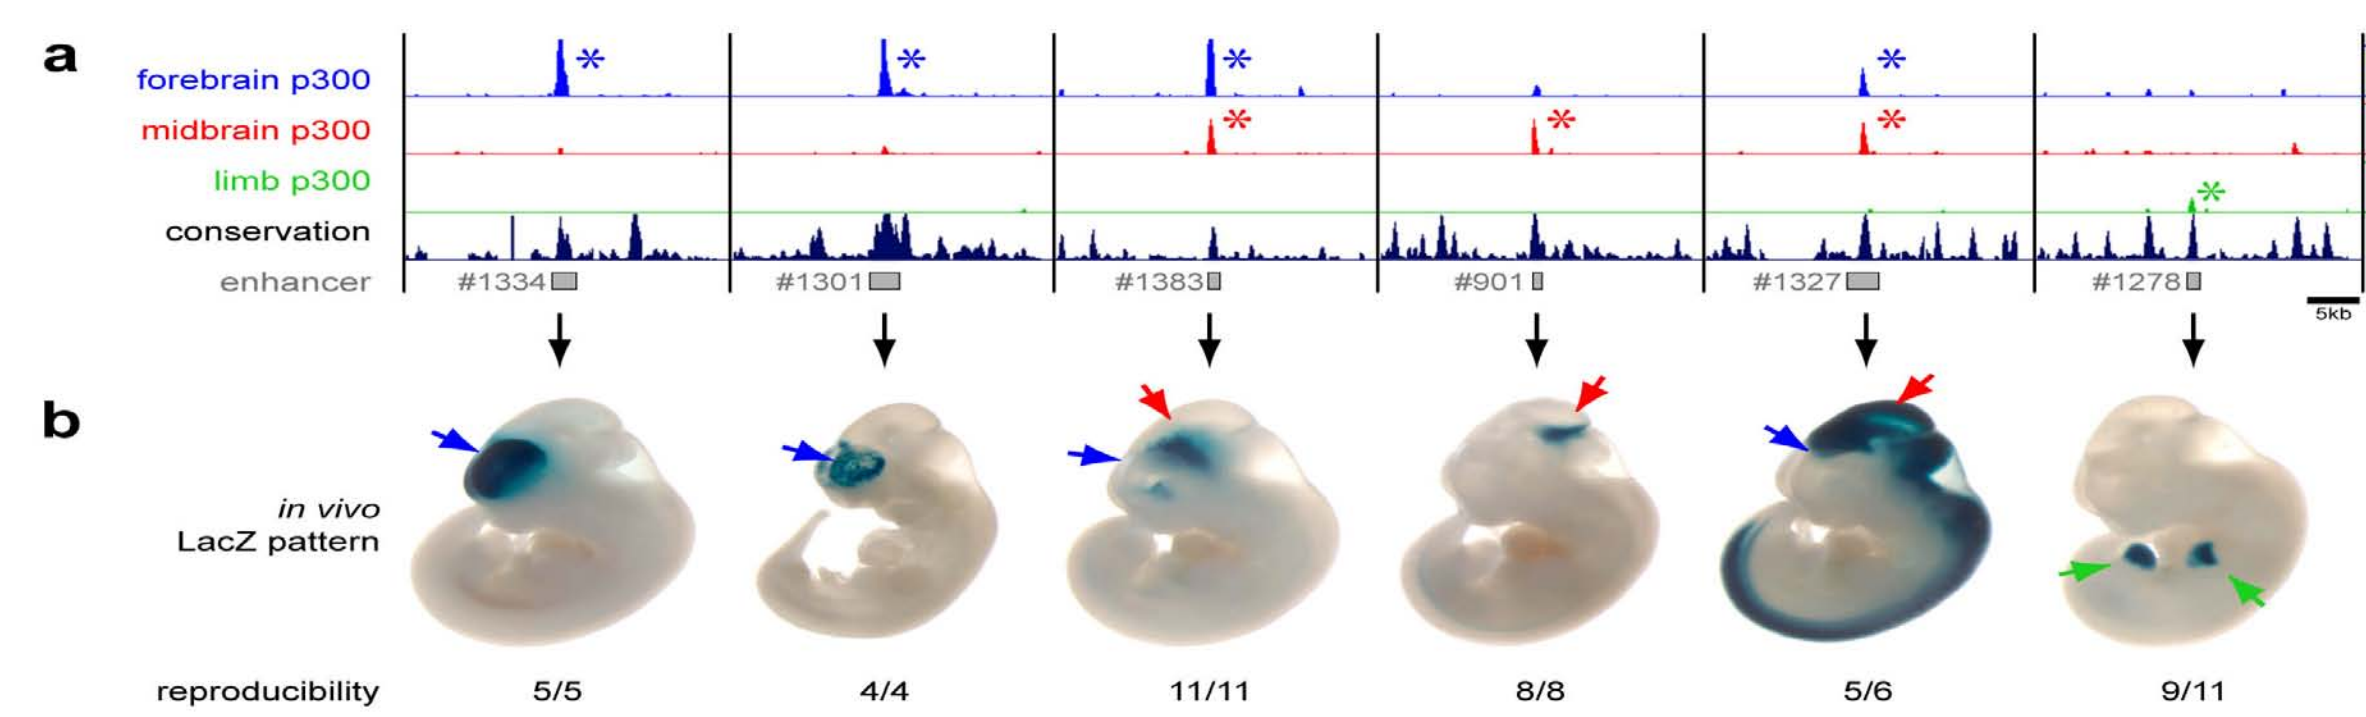 a
forebrain p300
midbrain p300
limb p300
conservation
enhancer
#1334 #1301 #1383 #901 #1327 #1278
5kb
b
in vivo
LacZ pattern
reproducibility 5/5 4/4 11/11 8/8 5/6 9/11